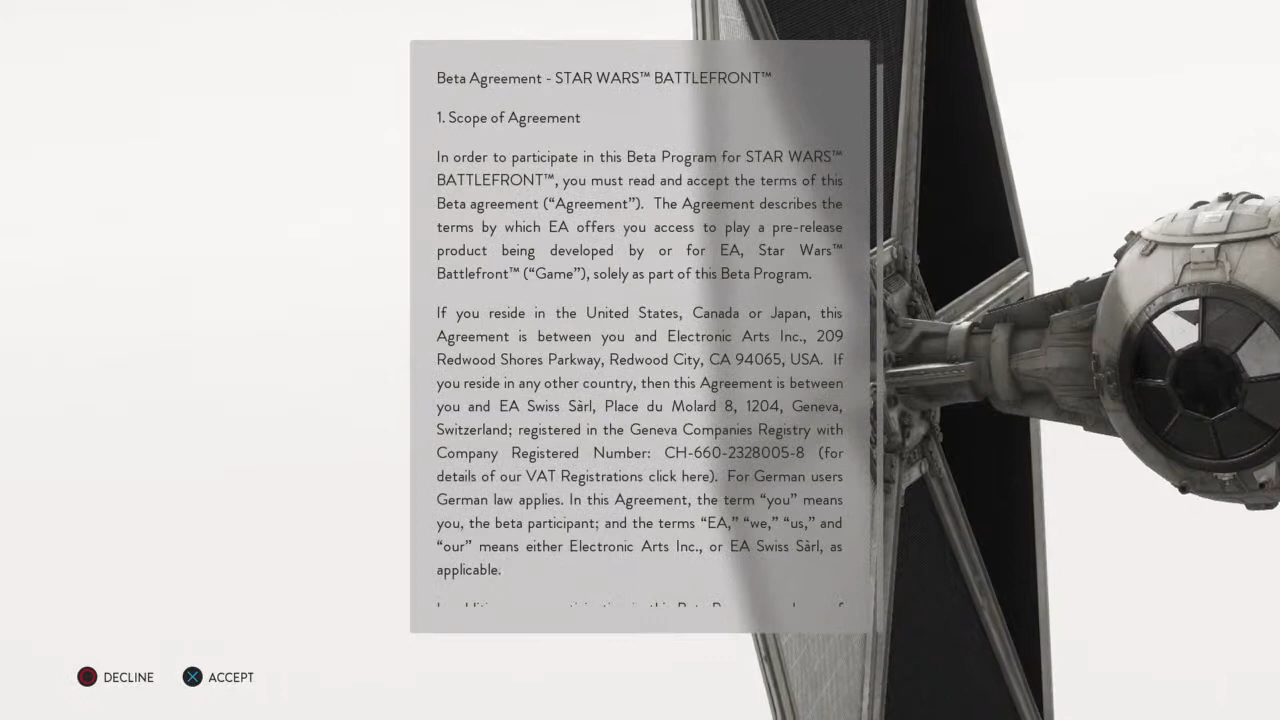 Beta Agreement - STAR WARS™ BATTLEFRONT™
1. Scope of Agreement
In order to participate in this Beta Program for STAR WARS™
BATTLEFRONT™, you must read and accept the terms of this
Beta agreement (“Agreement”). The Agreement describes the
terms by which EA offers you access to play a pre-release
product being developed by or for EA, Star Wars™
Battlefront™ (“Game”), solely as part of this Beta Program.
If you reside in the United States, Canada or Japan, this
Agreement is between you and Electronic Arts Inc., 209
Redwood Shores Parkway, Redwood City, CA 94065, USA. If
you reside in any other country, then this Agreement is between
you and EA Swiss Sàrl, Place du Molard 8, 1204, Geneva,
Switzerland; registered in the Geneva Companies Registry with
Company Registered Number: CH-660-2328005-8 (for
details of our VAT Registrations click here). For German users
German law applies. In this Agreement, the term “you” means
you, the beta participant; and the terms “EA,” “we,” “us,” and
“our” means either Electronic Arts Inc., or EA Swiss Sàrl, as
applicable.
DECLINE
ACCEPT